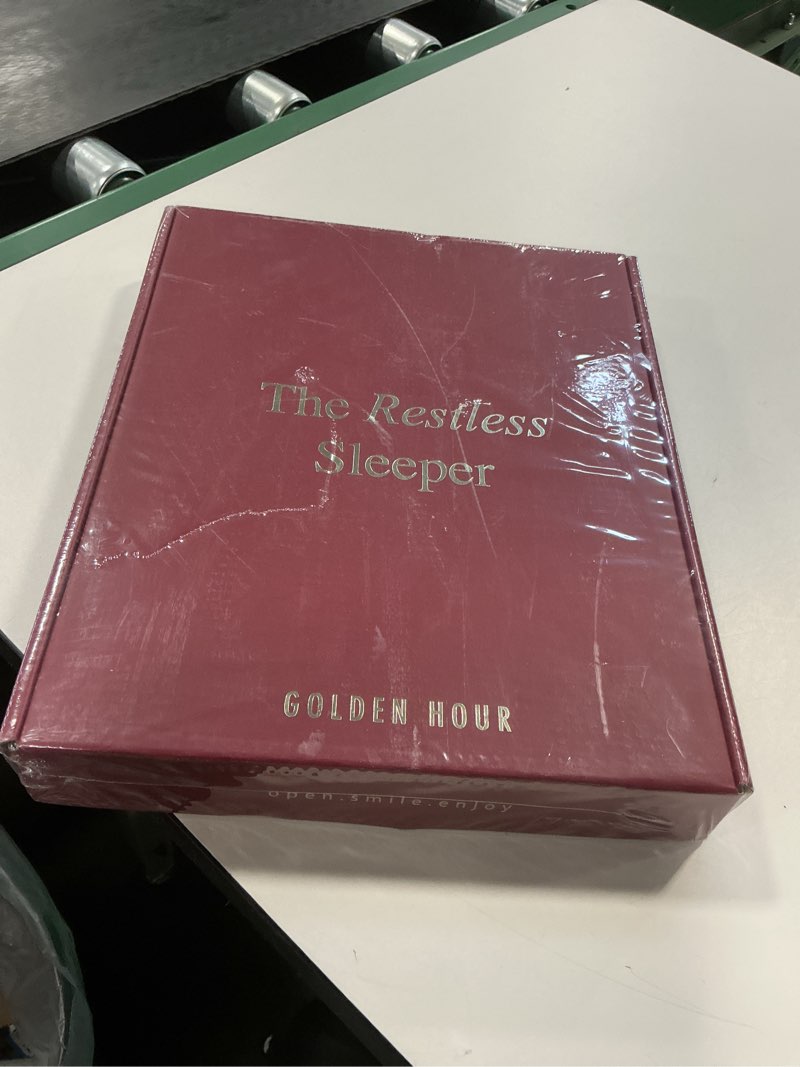 The Restless
Sleeper
GOLDEN HOUR
open.smile.enjoy